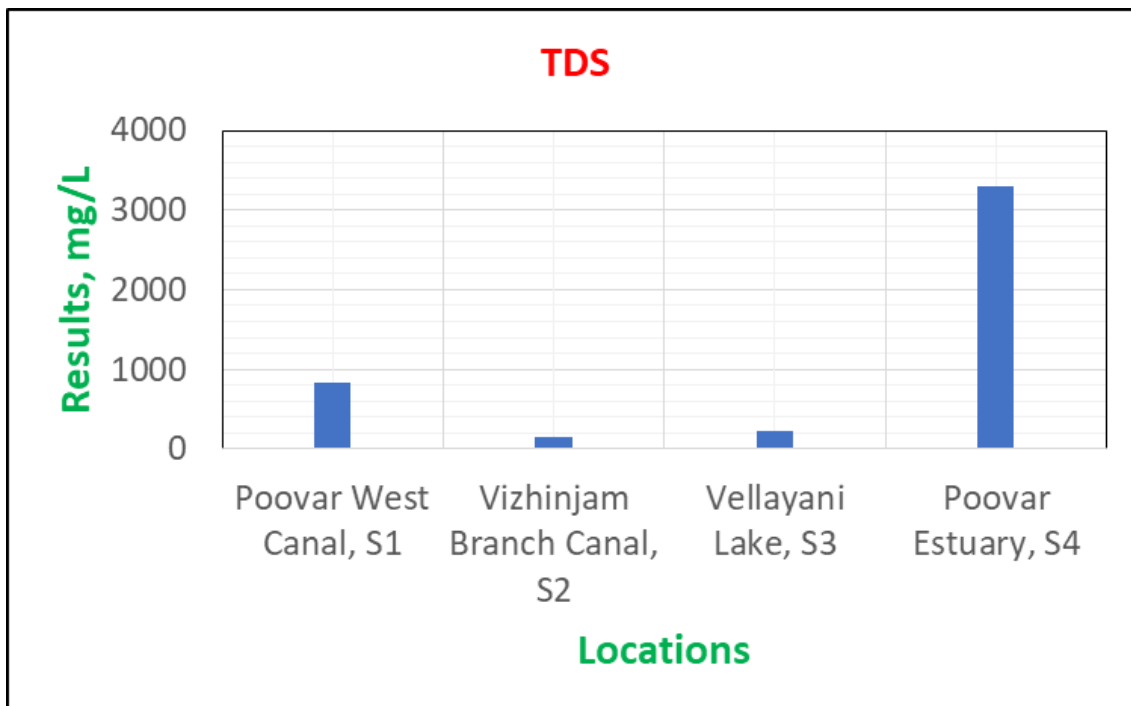 TDS
Results, mg/L
4000
3000
2000
1000
0
Poovar West
Canal, S1
Vizhinjam
Branch Canal,
S2
Vellayani
Lake, S3
Poovar
Estuary, S4
Locations